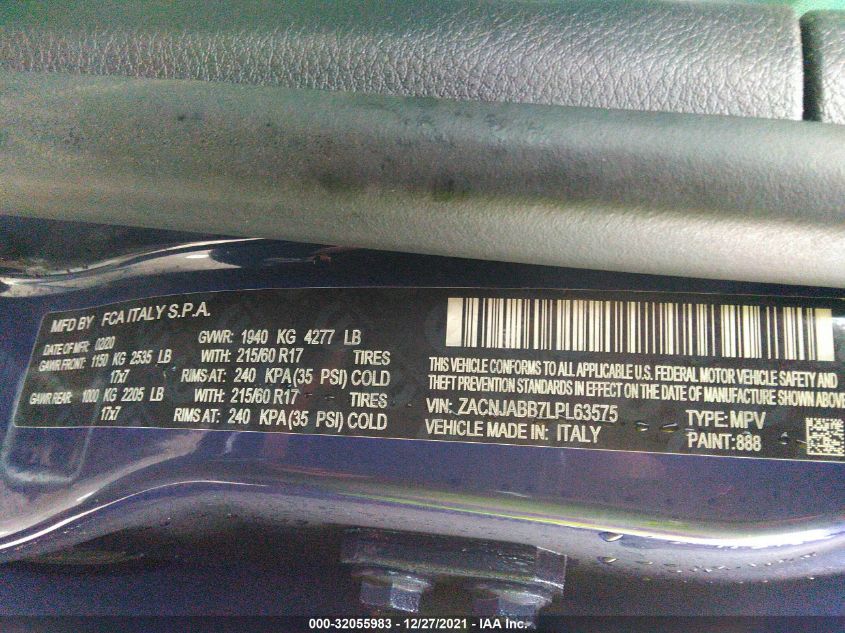 MFD BY FCA ITALY S.P.A.
DATE OF MFR: 02/20 GVWR: 1940 KG 4277 LB
GAWR FRONT: 1150 KG 2535 LB WITH: 215/60 R17 TIRES
17x7 RIMS AT: 240 KPA(35 PSI) COLD
GAWR REAR: 1000 KG 2205 LB WITH: 215/60 R17 TIRES
17x7 RIMS AT: 240 KPA(35 PSI) COLD
THIS VEHICLE CONFORMS TO ALL APPLICABLE U.S. FEDERAL MOTOR VEHICLE SAFETY AND
THEFT PREVENTION STANDARDS IN EFFECT ON THE DATE OF MANUFACTURE SHOWN ABOVE
VIN: ZACNJABB7LPL63575 TYPE: MPV
VEHICLE MADE IN: ITALY PAINT: 888
000-32055983 - 12/27/2021 - IAA Inc.